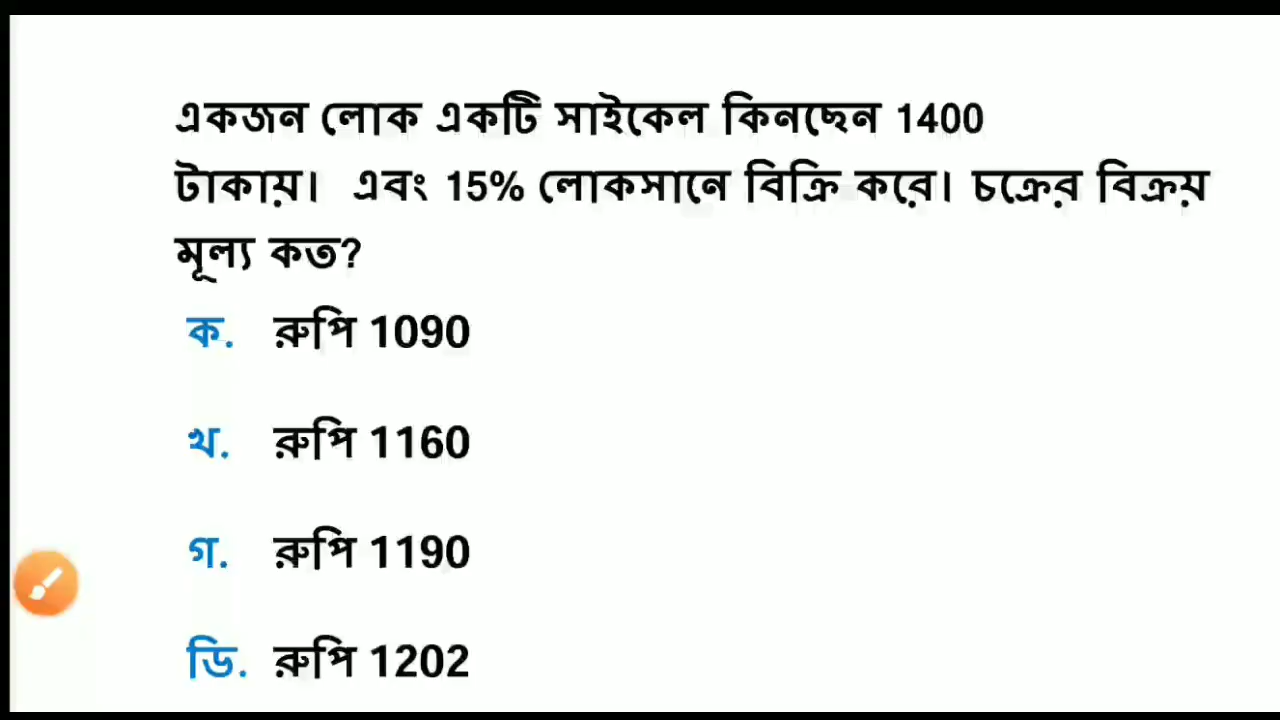 একজন লোক একটি সাইকেল কিনছেন 1400
টাকায়। এবং 15% লোকসানে বিক্রি করে। চক্রের বিক্রয়
মূল্য কত?
ক. রুপি 1090
খ. রুপি 1160
গ. রুপি 1190
ডি. রুপি 1202